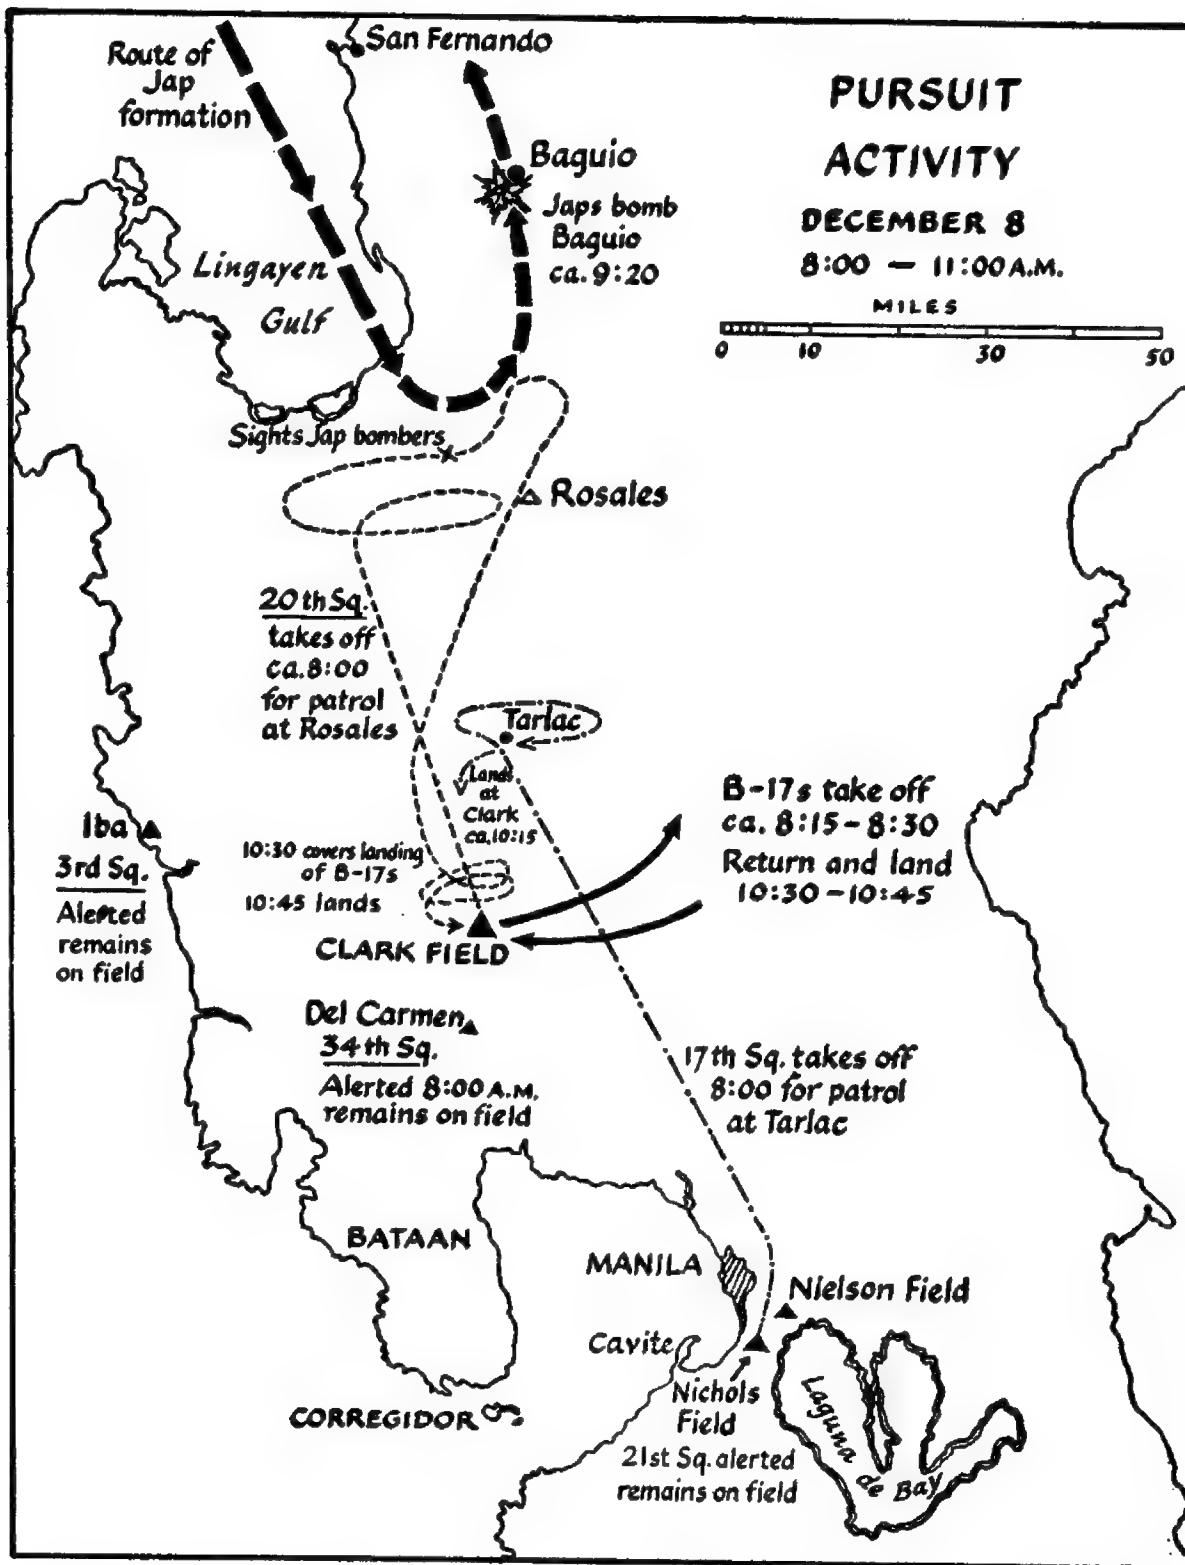 PURSUIT
ACTIVITY
DECEMBER 8
8:00 — 11:00 A.M.
MILES
0 10 30 50
Route of
Jap
formation
San Fernando
Baguio
Japs bomb
Baguio
ca. 9:20
Lingayen
Gulf
Sights Jap bombers
Rosales
20th Sq.
takes off
ca. 8:00
for patrol
at Rosales
Tarlac
Lands
at
Clark
ca. 10:15
B-17s take off
ca. 8:15-8:30
Return and land
10:30-10:45
Iba
3rd Sq.
Alerted
remains
on field
10:30 covers landing
of B-17s
10:45 lands
CLARK FIELD
Del Carmen
34th Sq.
Alerted 8:00 A.M.
remains on field
17th Sq. takes off
8:00 for patrol
at Tarlac
BATAAN
MANILA
Nielson Field
Cavite
Nichols
Field
21st Sq. alerted
remains on field
CORREGIDOR
Laguna
de Bay